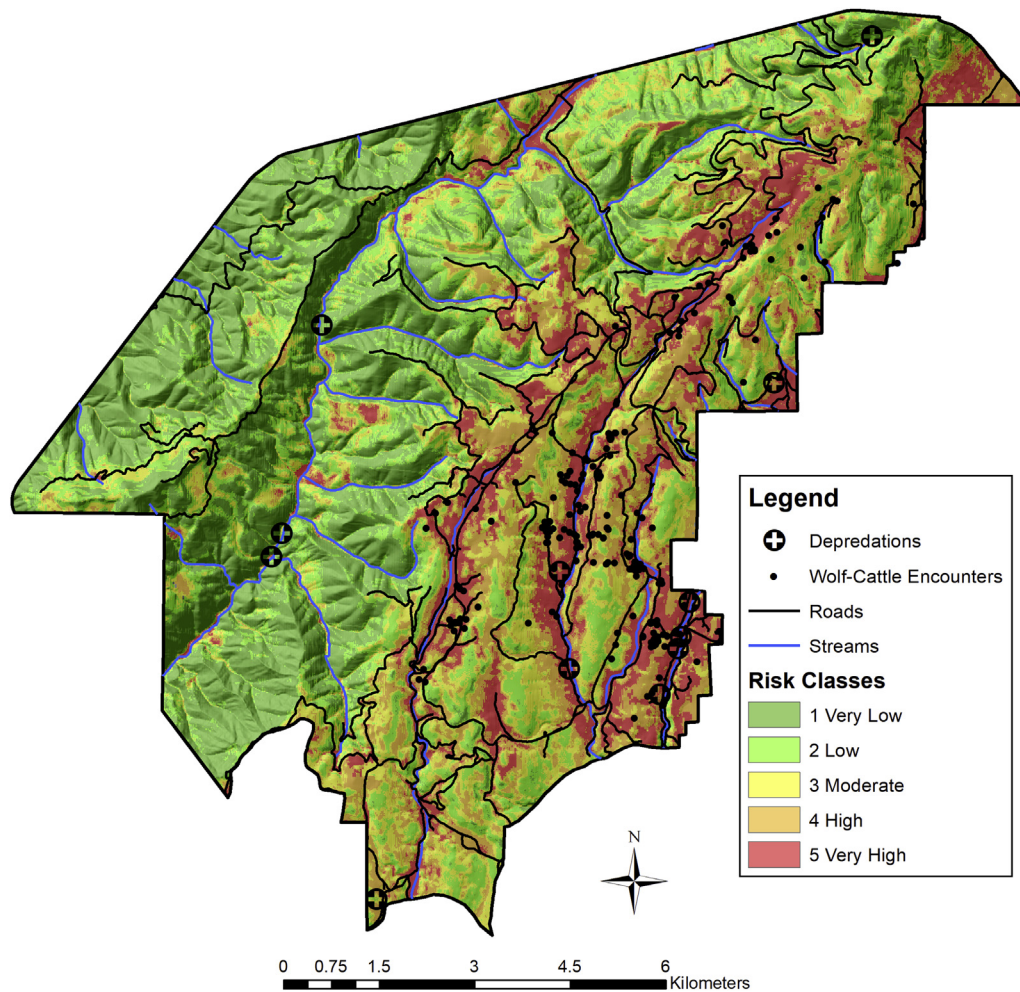 Legend
Depredations
Wolf-Cattle Encounters
Roads
Streams
Risk Classes
1 Very Low
2 Low
3 Moderate
4 High
5 Very High
N
0 0.75 1.5 3 4.5 6
Kilometers